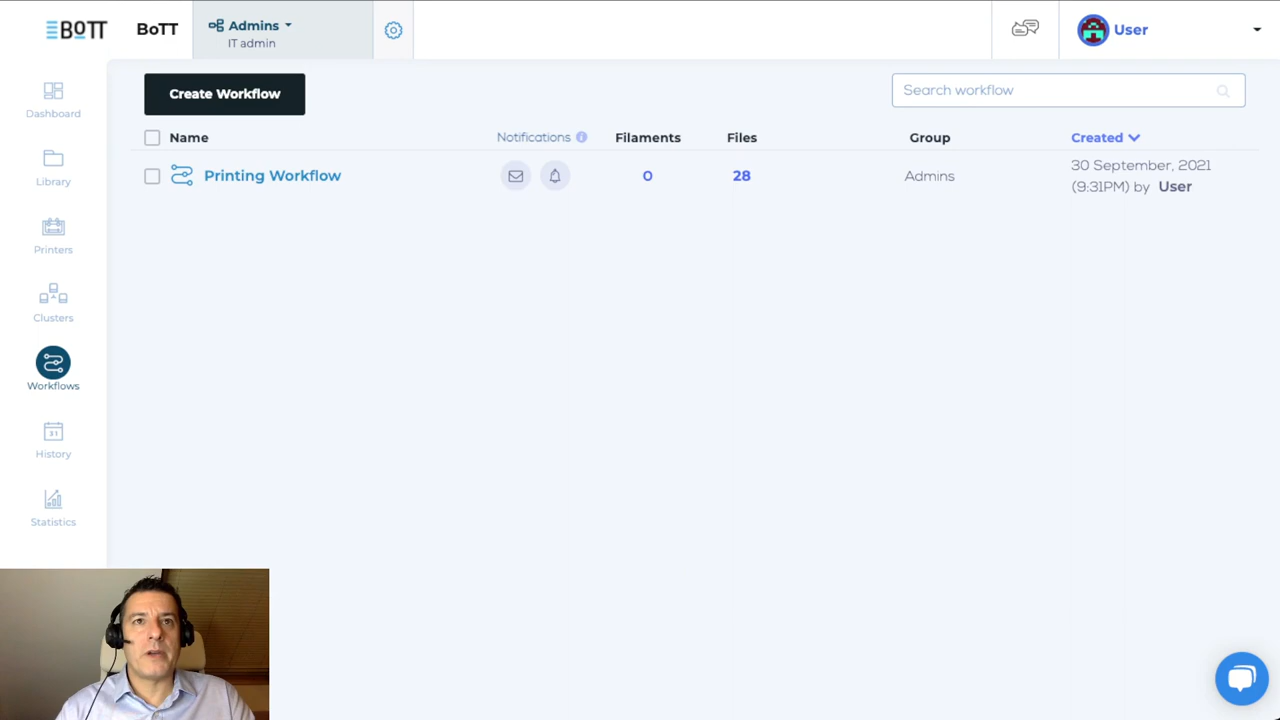 BOTT
BoTT
Admins
IT admin
User
Dashboard
Library
Printers
Clusters
Workflows
31
History
Statistics
Create Workflow
Search workflow
Name Notifications Filaments Files Group Created
Printing Workflow 0 28 Admins 30 September, 2021
(9:31PM) by User